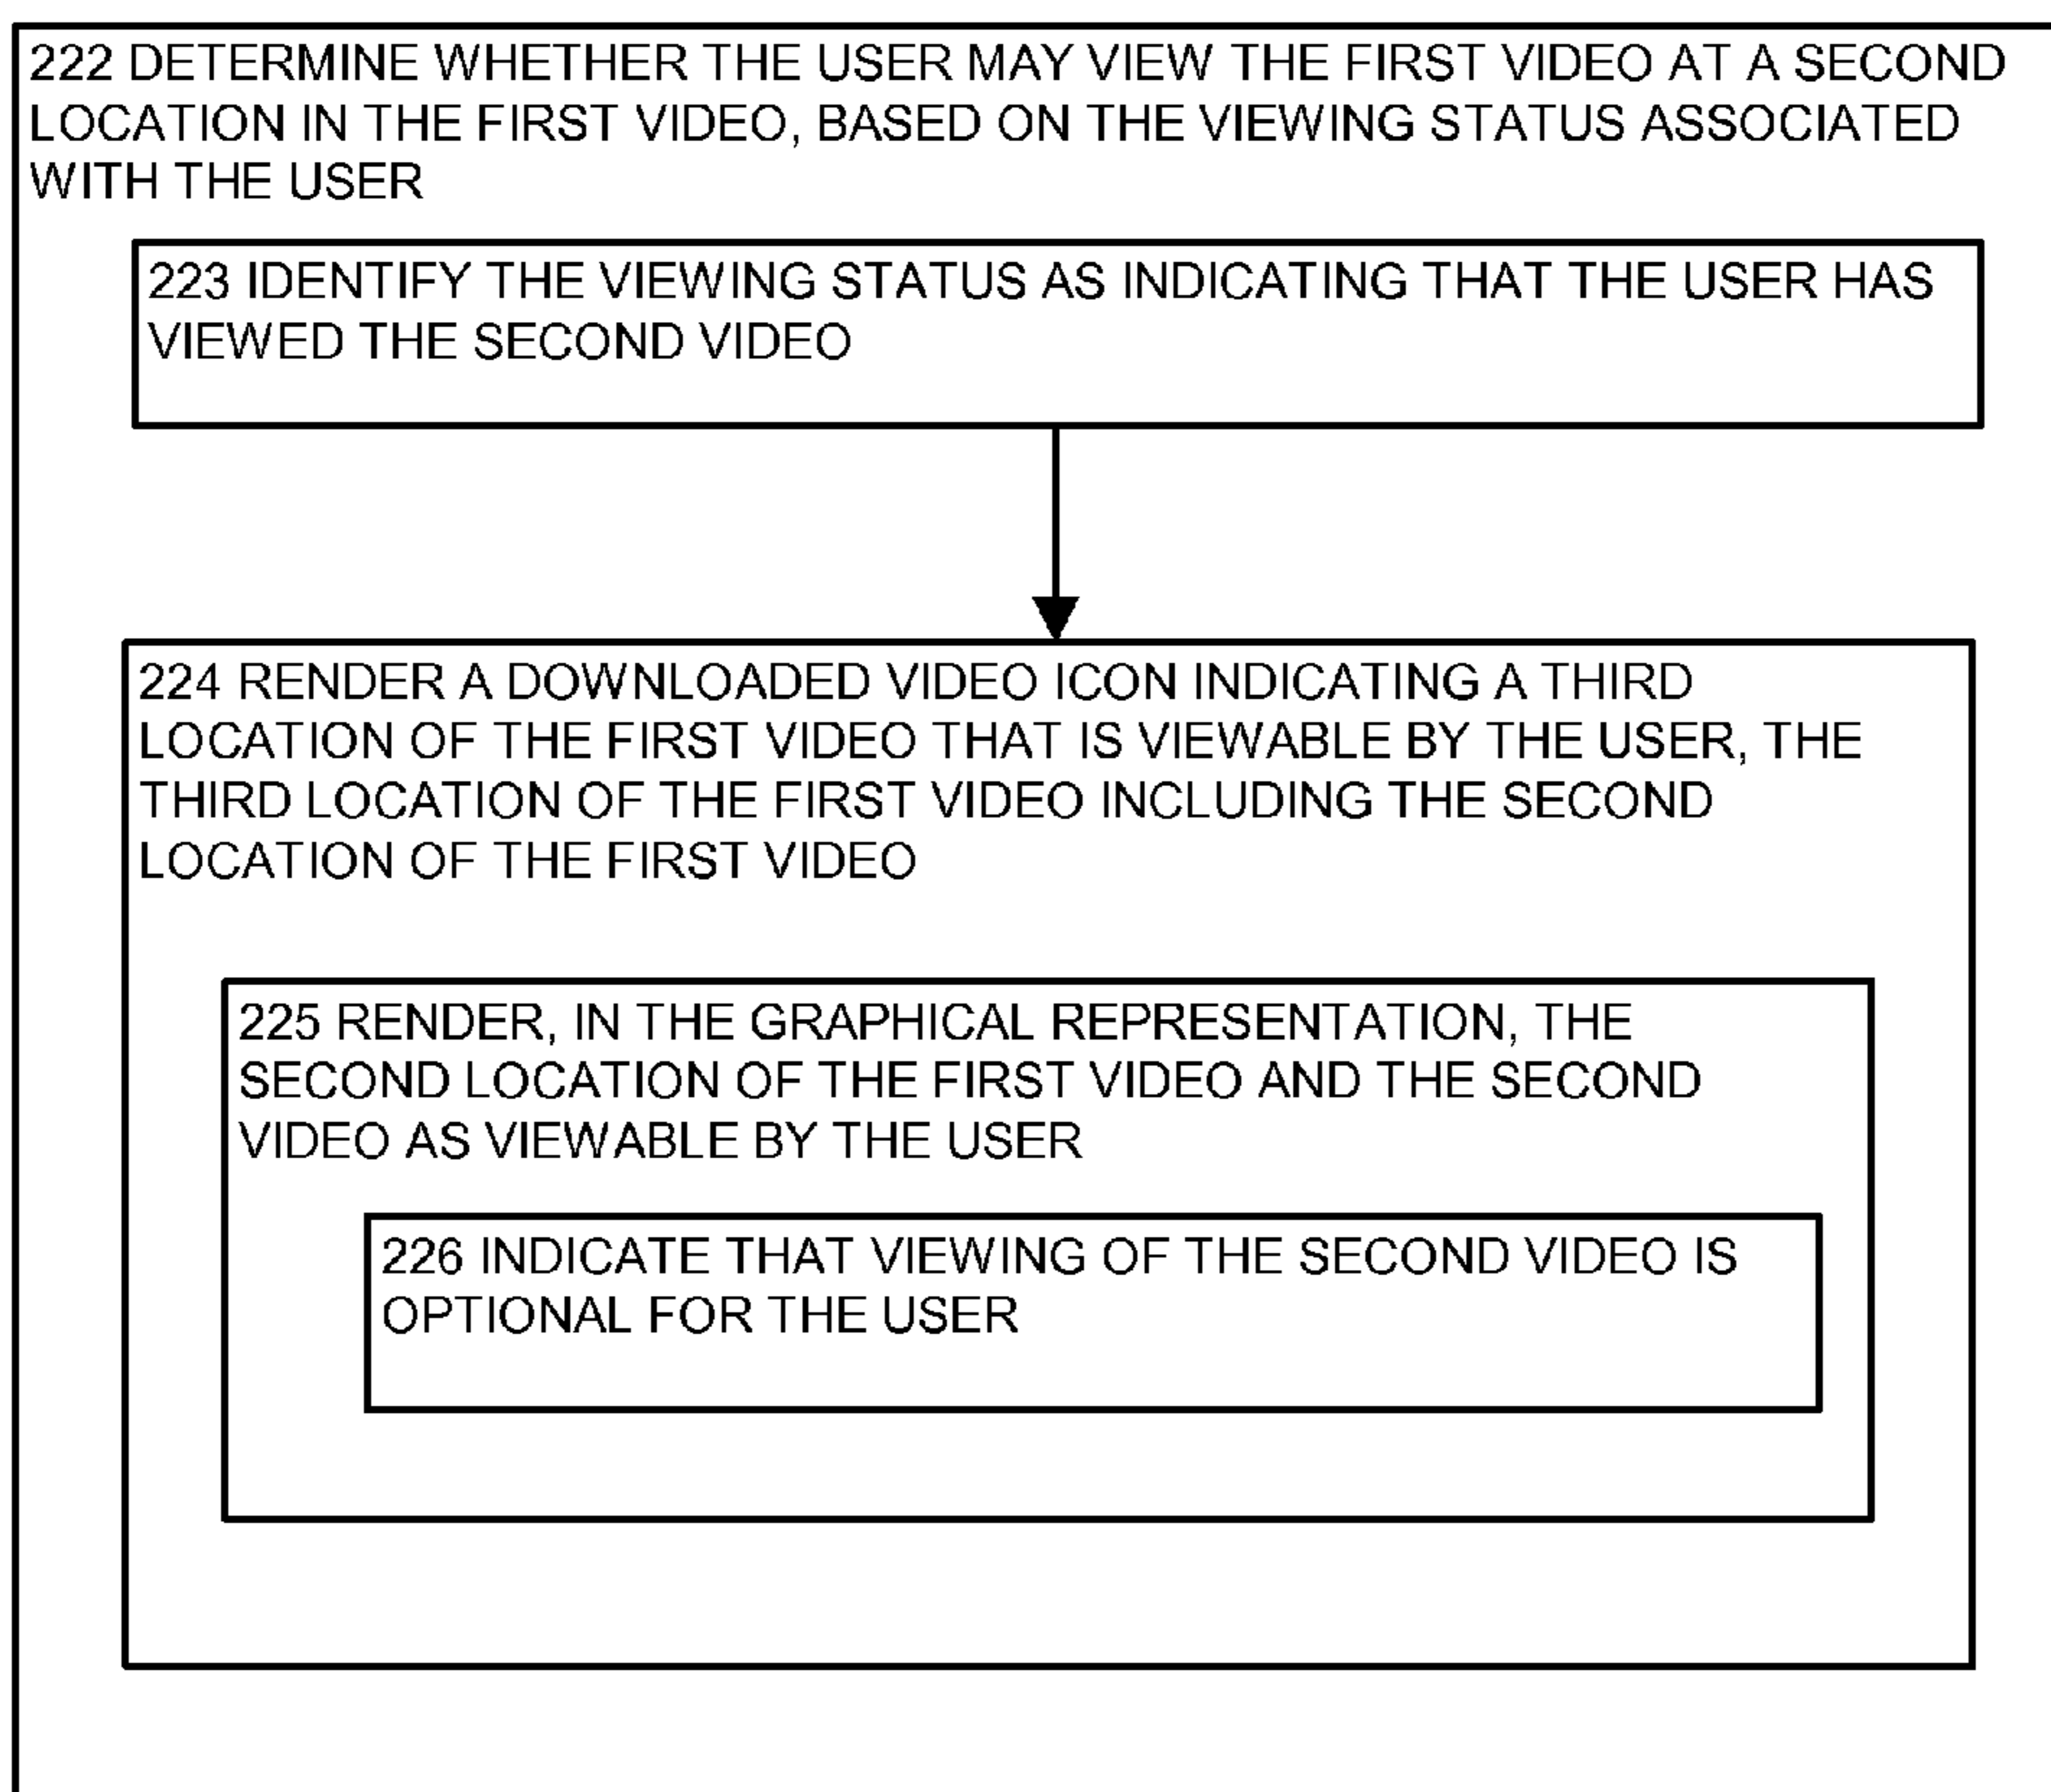 222 DETERMINE WHETHER THE USER MAY VIEW THE FIRST VIDEO AT A SECOND
LOCATION IN THE FIRST VIDEO, BASED ON THE VIEWING STATUS ASSOCIATED
WITH THE USER
223 IDENTIFY THE VIEWING STATUS AS INDICATING THAT THE USER HAS
VIEWED THE SECOND VIDEO
224 RENDER A DOWNLOADED VIDEO ICON INDICATING A THIRD
LOCATION OF THE FIRST VIDEO THAT IS VIEWABLE BY THE USER, THE
THIRD LOCATION OF THE FIRST VIDEO INCLUDING THE SECOND
LOCATION OF THE FIRST VIDEO
225 RENDER, IN THE GRAPHICAL REPRESENTATION, THE
SECOND LOCATION OF THE FIRST VIDEO AND THE SECOND
VIDEO AS VIEWABLE BY THE USER
226 INDICATE THAT VIEWING OF THE SECOND VIDEO IS
OPTIONAL FOR THE USER